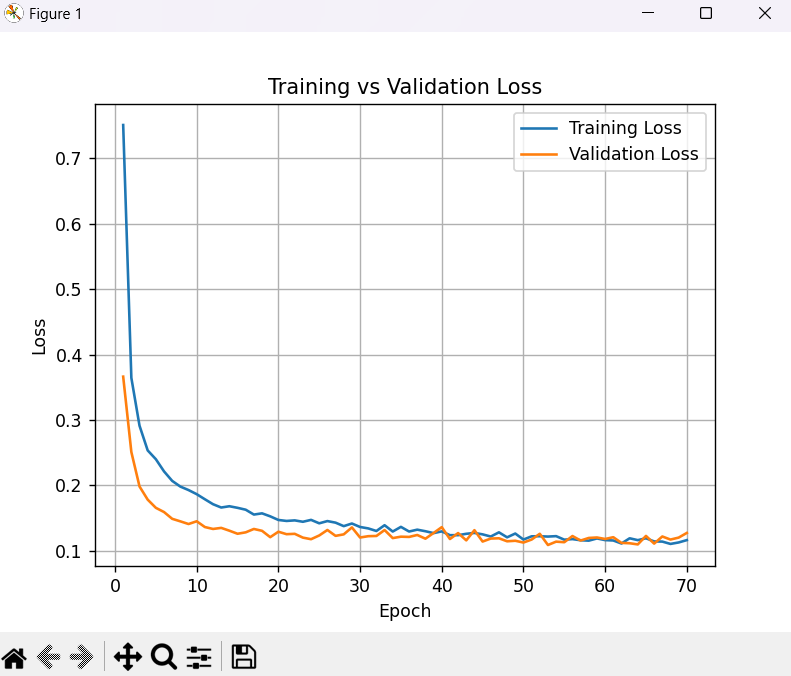 Figure 1
Training vs Validation Loss
Training Loss
Validation Loss
Loss
0.7
0.6
0.5
0.4
0.3
0.2
0.1
0 10 20 30 40 50 60 70
Epoch